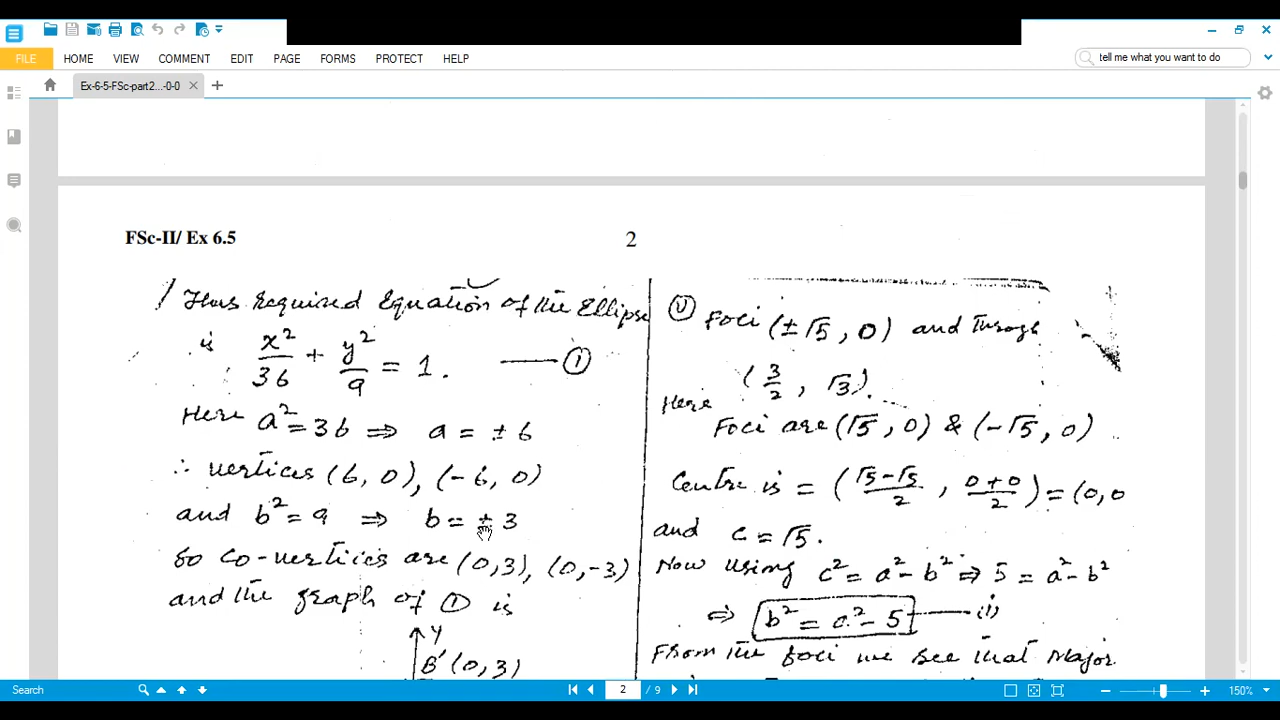 FILE HOME VIEW COMMENT EDIT PAGE FORMS PROTECT HELP
tell me what you want to do
Ex-6-5-FSc-part2...-0-0
FSc-II/ Ex 6.5
2
Thus Required Equation of the Ellipse
is x²/36 + y²/9 = 1. —— ①
Here a² = 36 ⇒ a = ± 6
∴ vertices (6, 0), (-6, 0)
and b² = 9 ⇒ b = ± 3
So Co-vertices are (0,3), (0,-3)
and the graph of ① is
Y
B′(0,3)
Foci (±√5, 0) and through
(3/2, √3).
Here
Foci are (√5, 0) & (-√5, 0)
Centre is = (√5-√5/2, 0+0/2) = (0,0
and c = √5.
Now using c² = a² - b² ⇒ 5 = a² - b²
⇒ b² = a² - 5 —— (i)
From the foci we see that Major
Search
2 / 9
150%